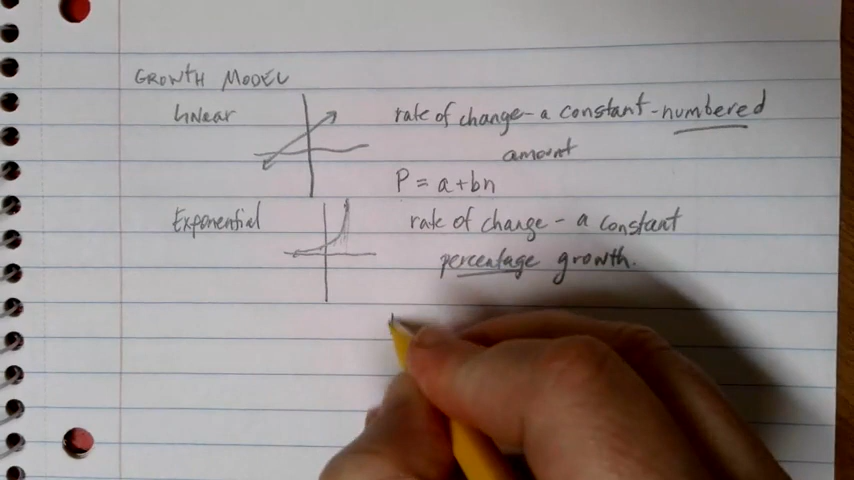 GROWTH MODEL
linear
rate of change - a constant - numbered
amount
P = a + bn
Exponential
rate of change - a constant
percentage growth.